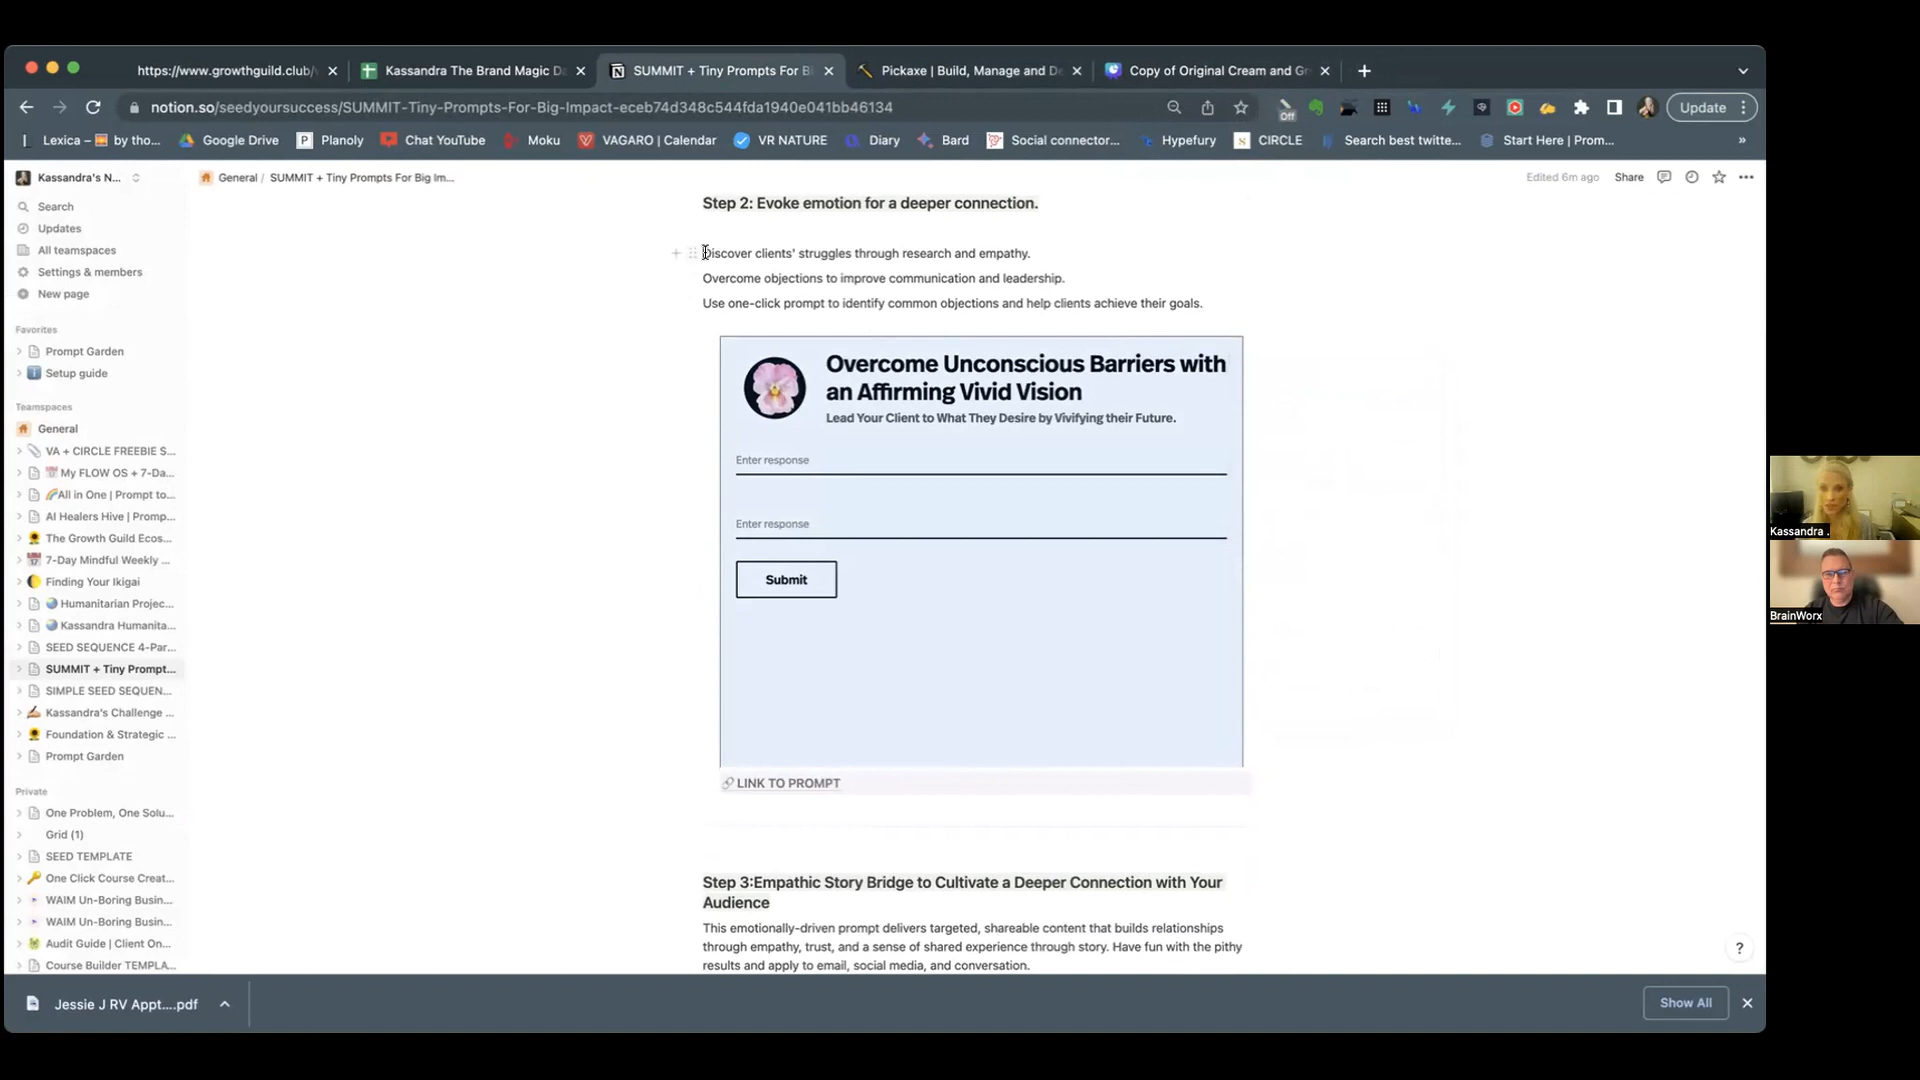 https://www.growthguild.club/
Kassandra The Brand Magic D
SUMMIT + Tiny Prompts For B
Pickaxe | Build, Manage and De
Copy of Original Cream and Gr
notion.so/seedyoursuccess/SUMMIT-Tiny-Prompts-For-Big-Impact-eceb74d348c544fda1940e041bb46134
Off
Update
Lexica – by tho...
Google Drive
Planoly
Chat YouTube
Moku
VAGARO | Calendar
VR NATURE
Diary
Bard
Social connector...
Hypefury
CIRCLE
Search best twitte...
Start Here | Prom...
Kassandra's N...
General / SUMMIT + Tiny Prompts For Big Im...
Edited 6m ago
Share
Search
Updates
All teamspaces
Settings & members
New page
Favorites
Prompt Garden
Setup guide
Teamspaces
General
VA + CIRCLE FREEBIE S...
My FLOW OS + 7-Da...
All in One | Prompt to...
AI Healers Hive | Promp...
The Growth Guild Ecos...
7-Day Mindful Weekly ...
Finding Your Ikigai
Humanitarian Projec...
Kassandra Humanita...
SEED SEQUENCE 4-Par...
SUMMIT + Tiny Prompt...
SIMPLE SEED SEQUEN...
Kassandra's Challenge ...
Foundation & Strategic ...
Prompt Garden
Private
One Problem, One Solu...
Grid (1)
SEED TEMPLATE
One Click Course Creat...
WAIM Un-Boring Busin...
WAIM Un-Boring Busin...
Audit Guide | Client On...
Course Builder TEMPLA...
Step 2: Evoke emotion for a deeper connection.
Discover clients' struggles through research and empathy.
Overcome objections to improve communication and leadership.
Use one-click prompt to identify common objections and help clients achieve their goals.
Overcome Unconscious Barriers with
an Affirming Vivid Vision
Lead Your Client to What They Desire by Vivifying their Future.
Enter response
Enter response
Submit
LINK TO PROMPT
Step 3:Empathic Story Bridge to Cultivate a Deeper Connection with Your
Audience
This emotionally-driven prompt delivers targeted, shareable content that builds relationships
through empathy, trust, and a sense of shared experience through story. Have fun with the pithy
results and apply to email, social media, and conversation.
?
Kassandra .
BrainWorx
Jessie J RV Appt....pdf
Show All